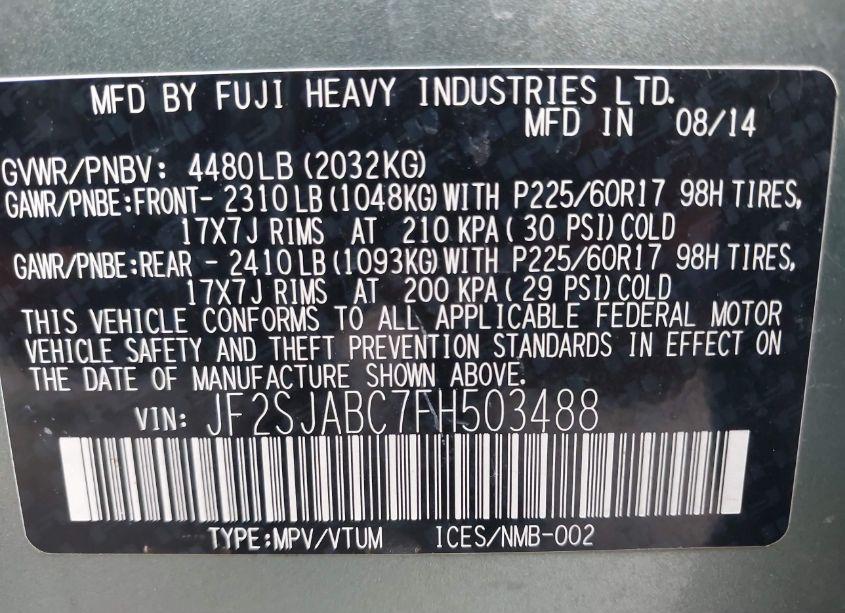 MFD BY FUJI HEAVY INDUSTRIES LTD.
MFD IN 08/14
GVWR/PNBV: 4480LB (2032KG)
GAWR/PNBE:FRONT- 2310LB (1048KG) WITH P225/60R17 98H TIRES,
17X7J RIMS AT 210 KPA( 30 PSI) COLD
GAWR/PNBE:REAR - 2410LB (1093KG) WITH P225/60R17 98H TIRES,
17X7J RIMS AT 200 KPA( 29 PSI) COLD
THIS VEHICLE CONFORMS TO ALL APPLICABLE FEDERAL MOTOR
VEHICLE SAFETY AND THEFT PREVENTION STANDARDS IN EFFECT ON
THE DATE OF MANUFACTURE SHOWN ABOVE.
VIN: JF2SJABC7FH503488
TYPE:MPV/VTUM ICES/NMB-002